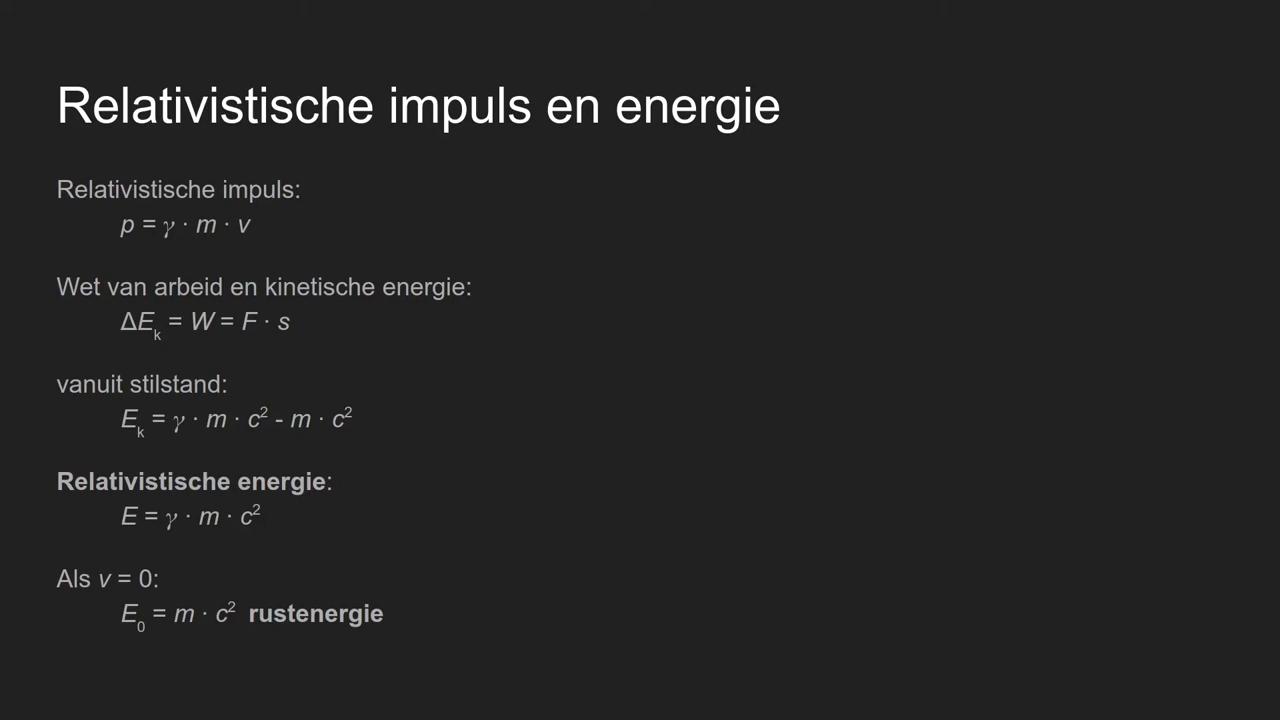 Relativistische impuls en energie
Relativistische impuls:
p = γ · m · v
Wet van arbeid en kinetische energie:
ΔEₖ = W = F · s
vanuit stilstand:
Eₖ = γ · m · c² - m · c²
Relativistische energie:
E = γ · m · c²
Als v = 0:
E₀ = m · c² rustenergie